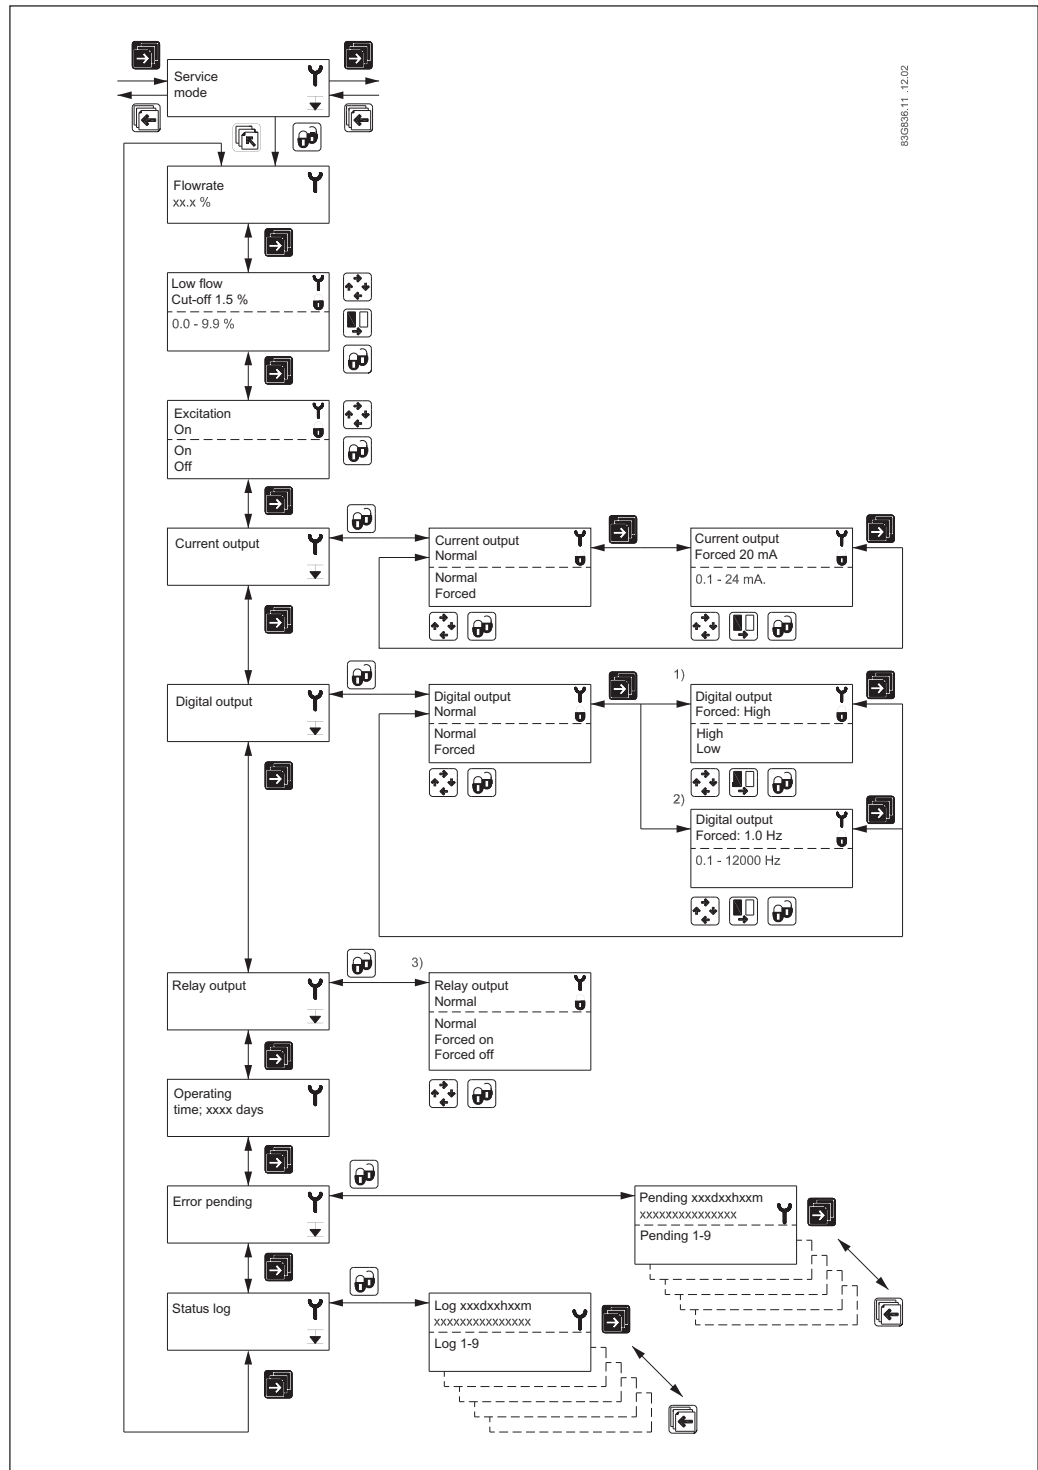 83G836.11 .12.02
Service
mode
Flowrate
xx.x %
Low flow
Cut-off 1.5 %
0.0 - 9.9 %
Excitation
On
On
Off
Current output
Current output
Normal
Normal
Forced
Current output
Forced 20 mA
0.1 - 24 mA.
Digital output
Digital output
Normal
Normal
Forced
1)
Digital output
Forced: High
High
Low
2)
Digital output
Forced: 1.0 Hz
0.1 - 12000 Hz
Relay output
3)
Relay output
Normal
Normal
Forced on
Forced off
Operating
time; xxxx days
Error pending
Pending xxxdxxhxxm
xxxxxxxxxxxxxxx
Pending 1-9
Status log
Log xxxdxxhxxm
xxxxxxxxxxxxxxx
Log 1-9